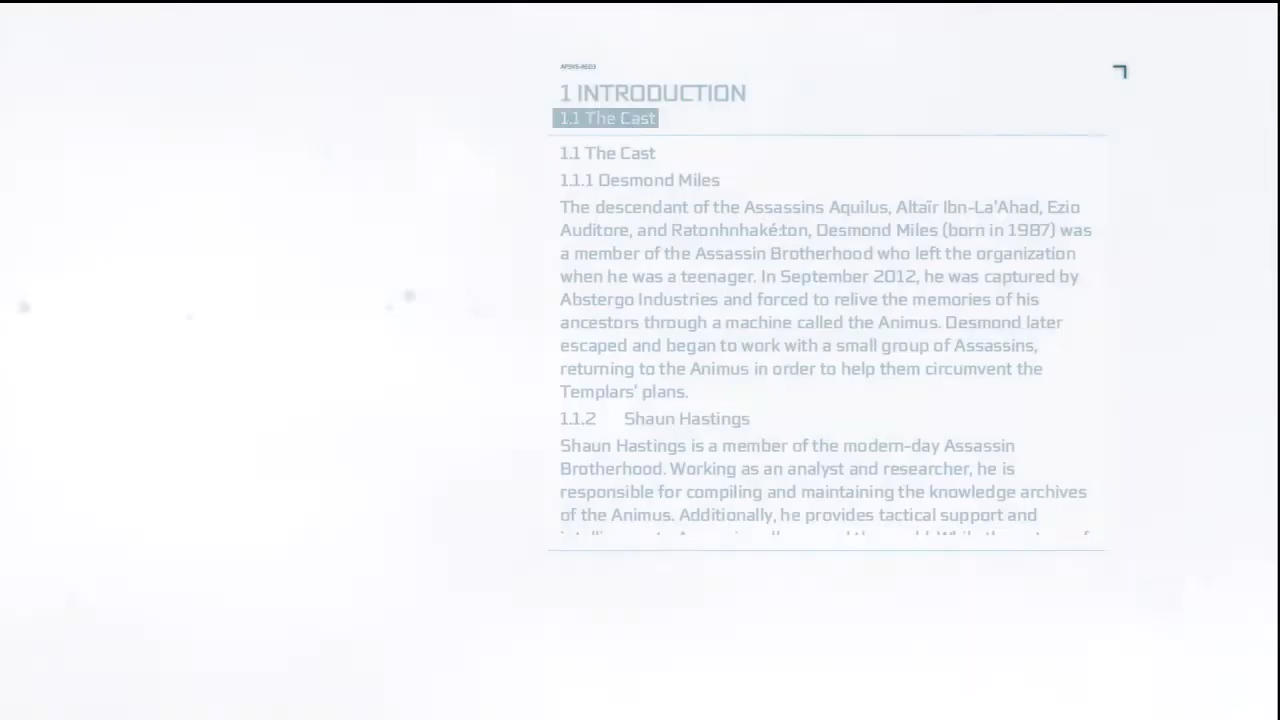 1 INTRODUCTION
1.1 The Cast
1.1 The Cast
1.1.1 Desmond Miles
The descendant of the Assassins Aquilus, Altaïr Ibn-La'Ahad, Ezio
Auditore, and Ratonhnhaké:ton, Desmond Miles (born in 1987) was
a member of the Assassin Brotherhood who left the organization
when he was a teenager. In September 2012, he was captured by
Abstergo Industries and forced to relive the memories of his
ancestors through a machine called the Animus. Desmond later
escaped and began to work with a small group of Assassins,
returning to the Animus in order to help them circumvent the
Templars' plans.
1.1.2 Shaun Hastings
Shaun Hastings is a member of the modern-day Assassin
Brotherhood. Working as an analyst and researcher, he is
responsible for compiling and maintaining the knowledge archives
of the Animus. Additionally, he provides tactical support and